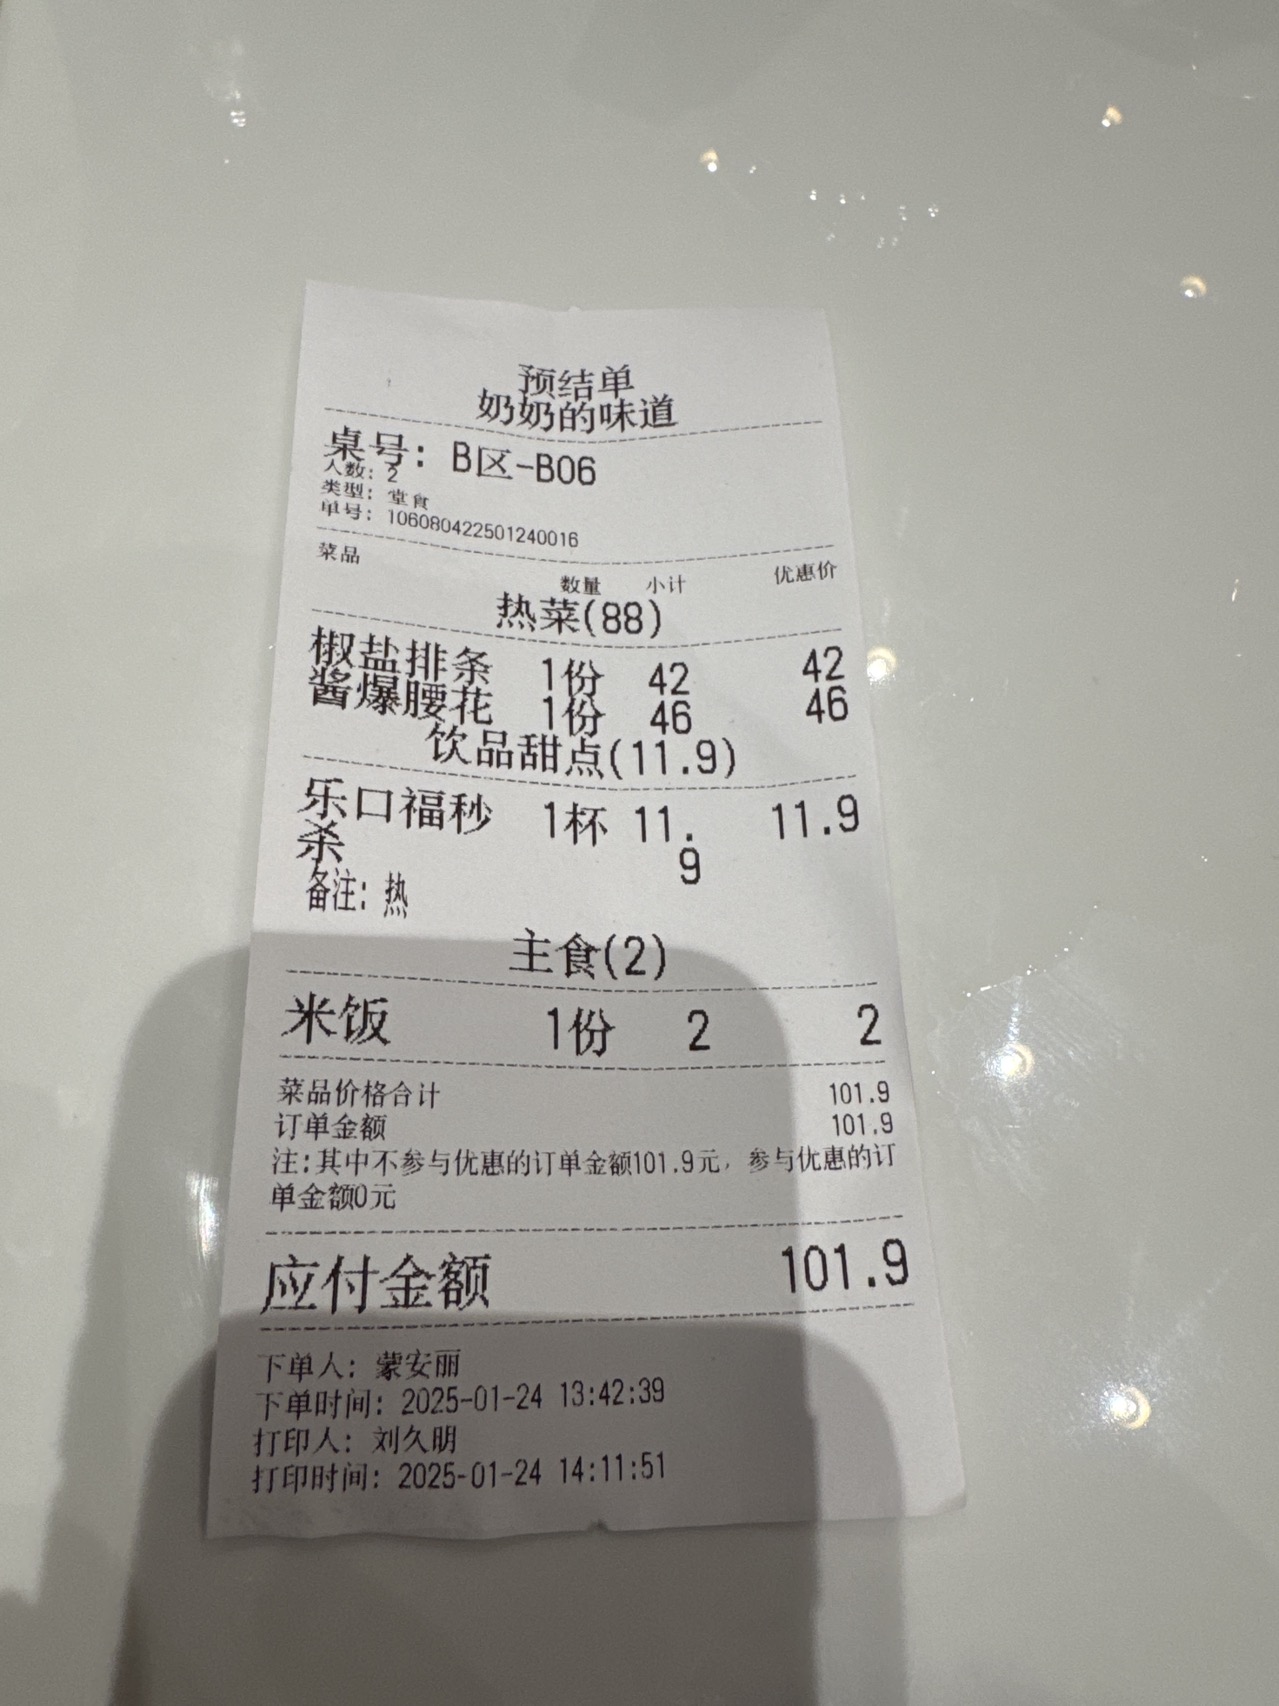 预结单
奶奶的味道
桌号：B区-B06
人数：2
类型：堂食
单号：106080422501240016
菜品 数量 小计 优惠价
热菜(88)
椒盐排条 1份 42 42
酱爆腰花 1份 46 46
饮品甜点(11.9)
乐口福秒 1杯 11. 11.9
杀 9
备注：热
主食(2)
米饭 1份 2 2
菜品价格合计 101.9
订单金额 101.9
注：其中不参与优惠的订单金额101.9元，参与优惠的订
单金额0元
应付金额 101.9
下单人：蒙安丽
下单时间：2025-01-24 13:42:39
打印人：刘久明
打印时间：2025-01-24 14:11:51